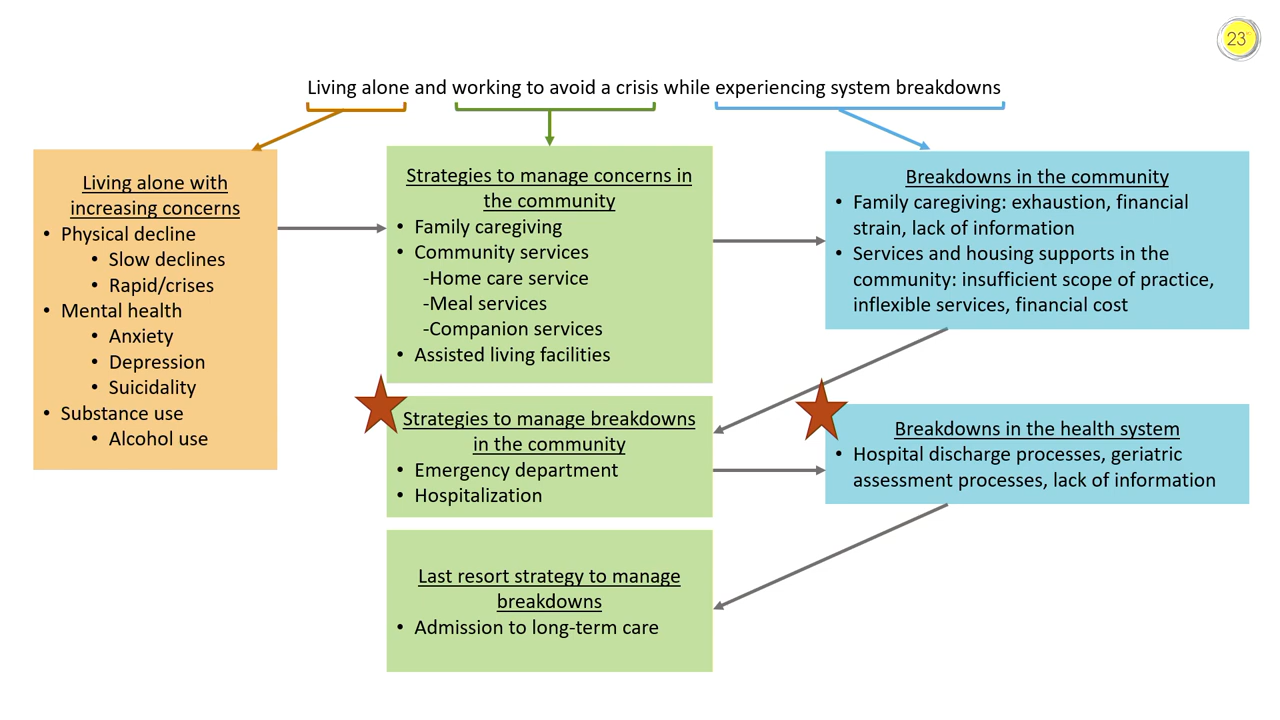 23
Living alone and working to avoid a crisis while experiencing system breakdowns
Living alone with
increasing concerns
• Physical decline
• Slow declines
• Rapid/crises
• Mental health
• Anxiety
• Depression
• Suicidality
• Substance use
• Alcohol use
Strategies to manage concerns in
the community
• Family caregiving
• Community services
-Home care service
-Meal services
-Companion services
• Assisted living facilities
Breakdowns in the community
• Family caregiving: exhaustion, financial
strain, lack of information
• Services and housing supports in the
community: insufficient scope of practice,
inflexible services, financial cost
Strategies to manage breakdowns
in the community
• Emergency department
• Hospitalization
Breakdowns in the health system
• Hospital discharge processes, geriatric
assessment processes, lack of information
Last resort strategy to manage
breakdowns
• Admission to long-term care